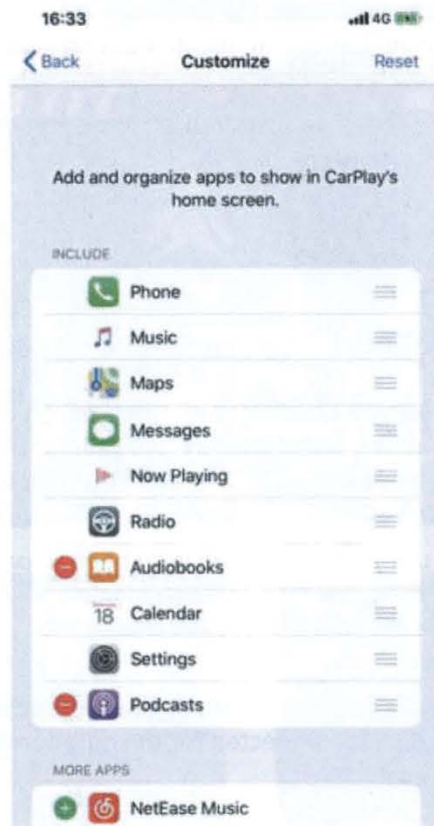 16:33
4G
Back
Customize
Reset
Add and organize apps to show in CarPlay's
home screen.
INCLUDE
Phone
Music
Maps
Messages
Now Playing
Radio
Audiobooks
18 Calendar
Settings
Podcasts
MORE APPS
NetEase Music